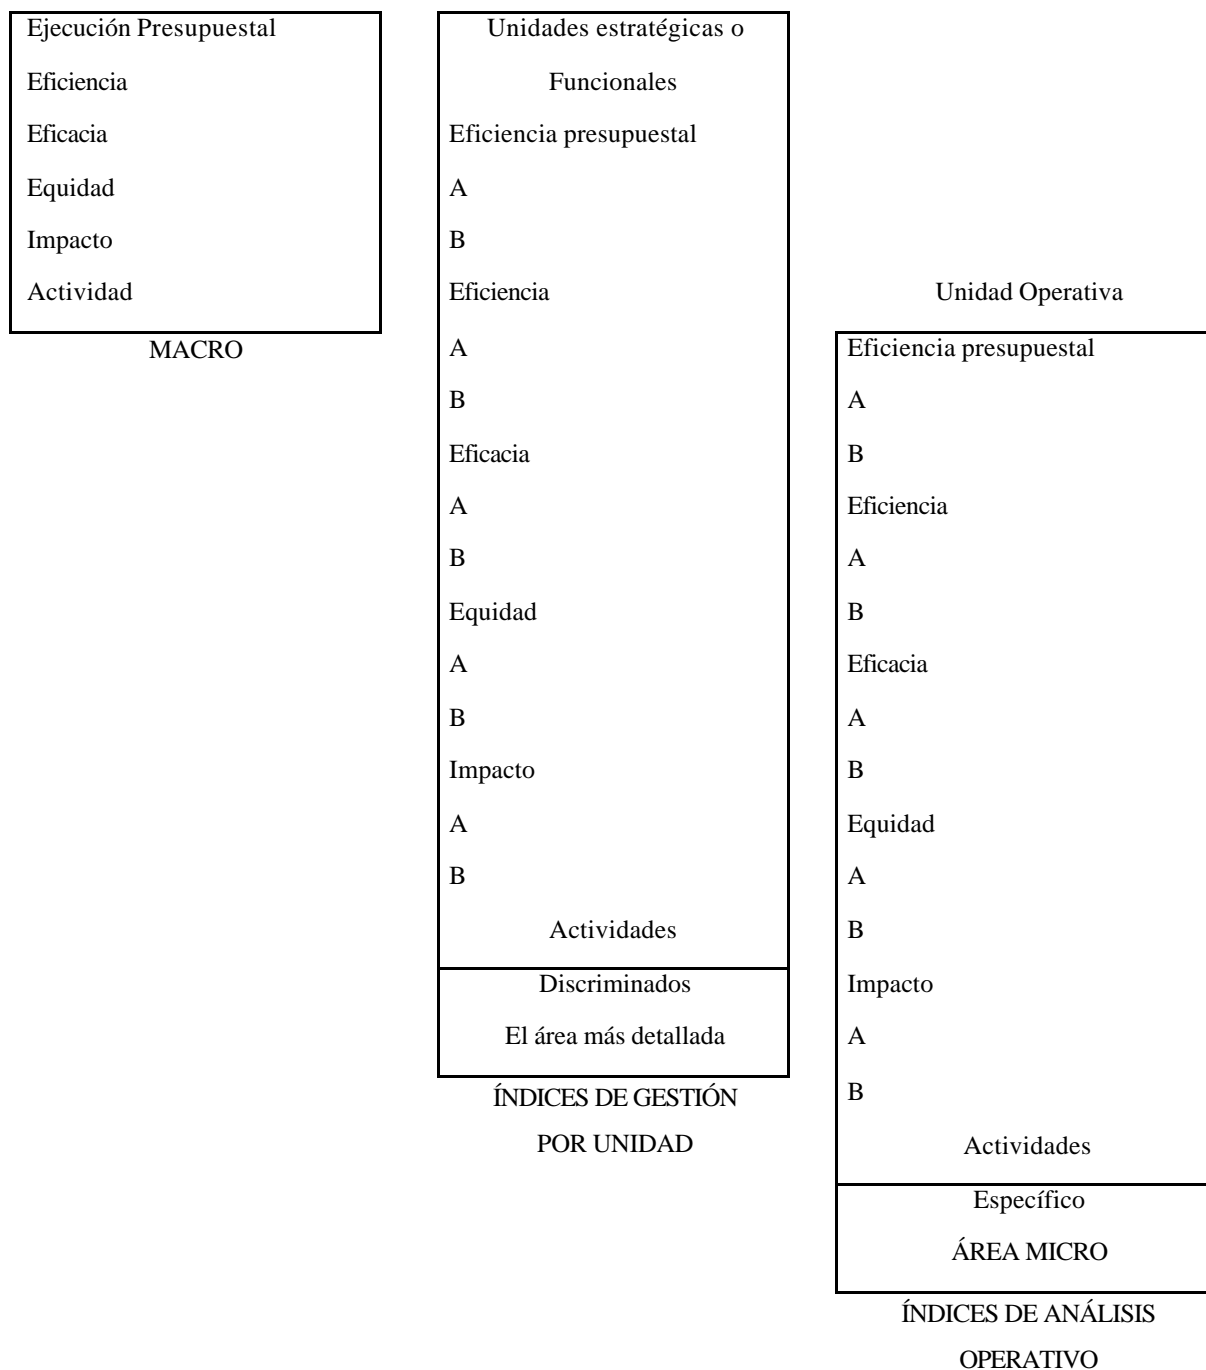 Ejecución Presupuestal
Eficiencia
Eficacia
Equidad
Impacto
Actividad
MACRO
Unidades estratégicas o
Funcionales
Eficiencia presupuestal
A
B
Eficiencia
A
B
Eficacia
A
B
Equidad
A
B
Impacto
A
B
Actividades
Discriminados
El área más detallada
ÍNDICES DE GESTIÓN
POR UNIDAD
Unidad Operativa
Eficiencia presupuestal
A
B
Eficiencia
A
B
Eficacia
A
B
Equidad
A
B
Impacto
A
B
Actividades
Específico
ÁREA MICRO
ÍNDICES DE ANÁLISIS
OPERATIVO